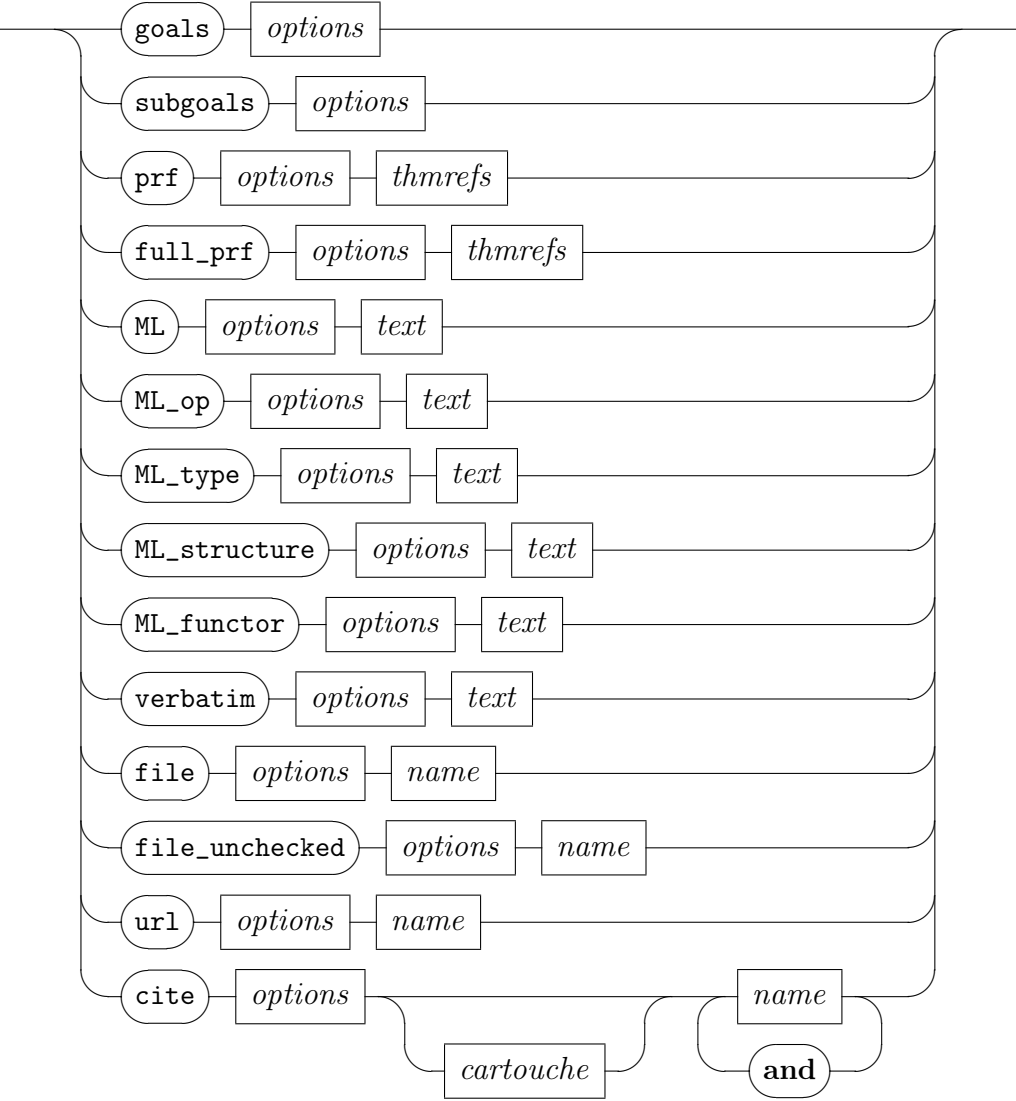 goals options
subgoals options
prf options thmrefs
full_prf options thmrefs
ML options text
ML_op options text
ML_type options text
ML_structure options text
ML_functor options text
verbatim options text
file options name
file_unchecked options name
url options name
cite options name
cartouche and